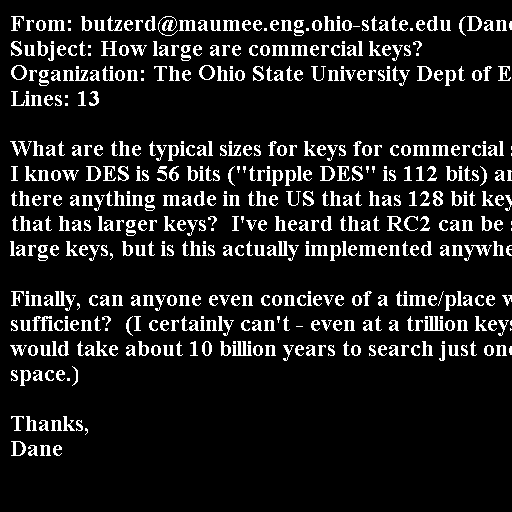 From: butzerd@maumee.eng.ohio-state.edu (Dane
Subject: How large are commercial keys?
Organization: The Ohio State University Dept of E
Lines: 13
What are the typical sizes for keys for commercial
I know DES is 56 bits ("tripple DES" is 112 bits)
there anything made in the US that has 128 bit key
that has larger keys?  I've heard that RC2 can be
large keys, but is this actually implemented
Finally, can anyone even concieve of a time/place
sufficient?  (I certainly can't - even at a trillion keys
would take about 10 billion years to search just
space.)
Thanks,
Dane